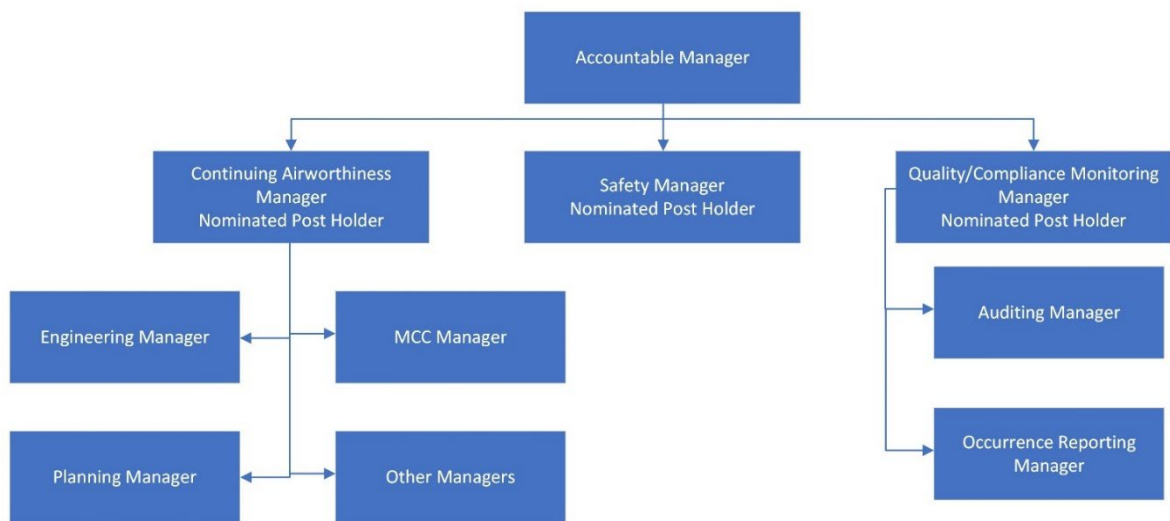 Accountable Manager
Continuing Airworthiness
Manager
Nominated Post Holder
Safety Manager
Nominated Post Holder
Quality/Compliance Monitoring
Manager
Nominated Post Holder
Engineering Manager
MCC Manager
Auditing Manager
Planning Manager
Other Managers
Occurrence Reporting
Manager